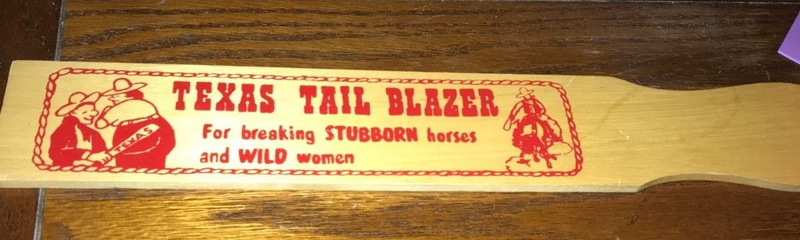 TEXAS TAIL BLAZER
For breaking STUBBORN horses
and WILD women
TEXAS